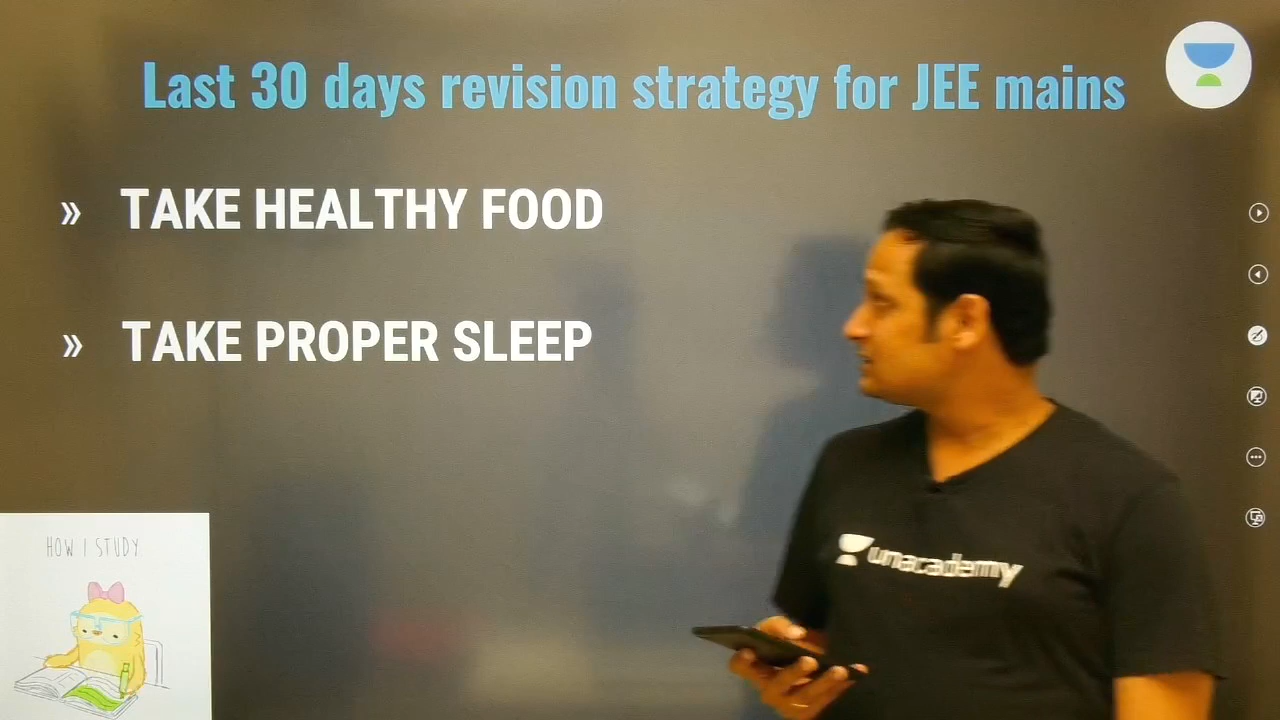 Last 30 days revision strategy for JEE mains
» TAKE HEALTHY FOOD
» TAKE PROPER SLEEP
HOW I STUDY
unacademy